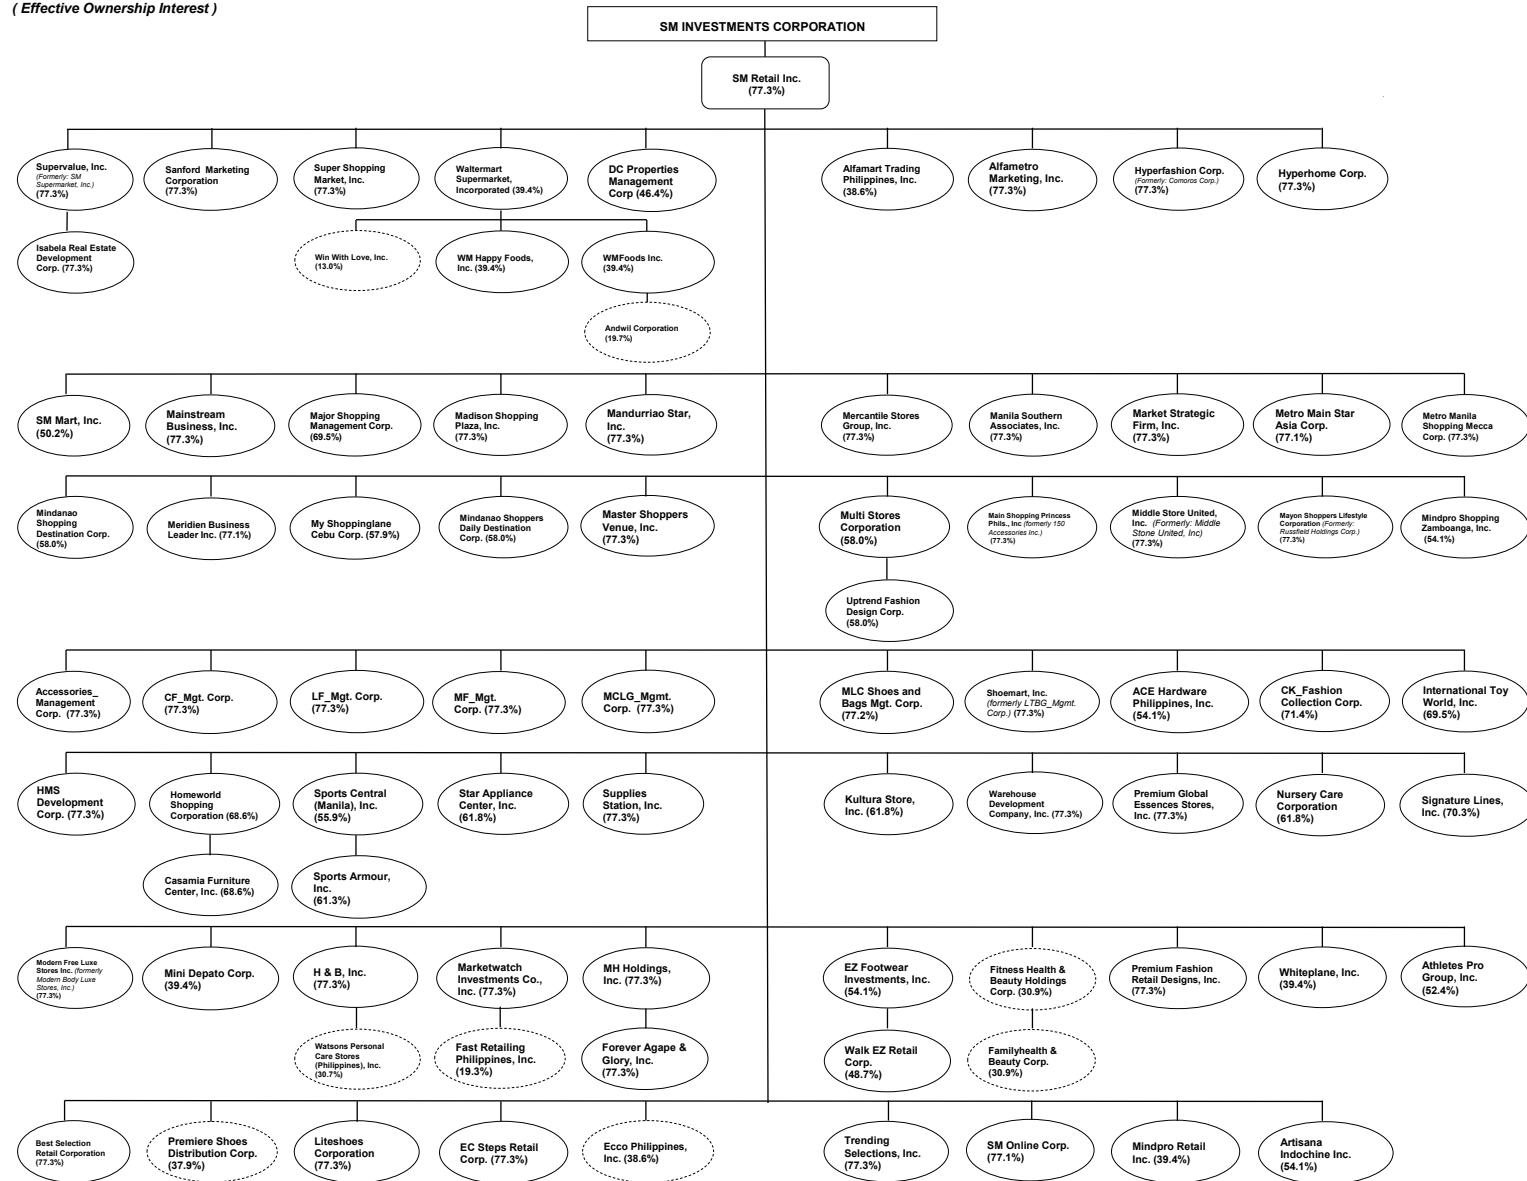 ( Effective Ownership Interest )
SM INVESTMENTS CORPORATION
SM Retail Inc.
(77.3%)
Supervalue, Inc.
(Formerly: SM
Supermarket, Inc.)
(77.3%)
Sanford Marketing
Corporation
(77.3%)
Super Shopping
Market, Inc.
(77.3%)
Waltermart
Supermarket,
Incorporated (39.4%)
DC Properties
Management
Corp (46.4%)
Alfamart Trading
Philippines, Inc.
(38.6%)
Alfametro
Marketing, Inc.
(77.3%)
Hyperfashion Corp.
(Formerly: Comoros Corp.)
(77.3%)
Hyperhome Corp.
(77.3%)
Isabela Real Estate
Development
Corp. (77.3%)
Win With Love, Inc.
(13.0%)
WM Happy Foods,
Inc. (39.4%)
WMFoods Inc.
(39.4%)
Andwil Corporation
(19.7%)
SM Mart, Inc.
(50.2%)
Mainstream
Business, Inc.
(77.3%)
Major Shopping
Management Corp.
(69.5%)
Madison Shopping
Plaza, Inc.
(77.3%)
Mandurriao Star,
Inc.
(77.3%)
Mercantile Stores
Group, Inc.
(77.3%)
Manila Southern
Associates, Inc.
(77.3%)
Market Strategic
Firm, Inc.
(77.3%)
Metro Main Star
Asia Corp.
(77.1%)
Metro Manila
Shopping Mecca
Corp. (77.3%)
Mindanao
Shopping
Destination Corp.
(58.0%)
Meridien Business
Leader Inc. (77.1%)
My Shoppinglane
Cebu Corp. (57.9%)
Mindanao Shoppers
Daily Destination
Corp. (58.0%)
Master Shoppers
Venue, Inc.
(77.3%)
Multi Stores
Corporation
(58.0%)
Main Shopping Princess
Phils., Inc (formerly 150
Accessories Inc.)
(77.3%)
Middle Store United,
Inc. (Formerly: Middle
Stone United, Inc)
(77.3%)
Mayon Shoppers Lifestyle
Corporation (Formerly:
Russfield Holdings Corp.)
(77.3%)
Mindpro Shopping
Zamboanga, Inc.
(54.1%)
Uptrend Fashion
Design Corp.
(58.0%)
Accessories_
Management
Corp. (77.3%)
CF_Mgt. Corp.
(77.3%)
LF_Mgt. Corp.
(77.3%)
MF_Mgt.
Corp. (77.3%)
MCLG_Mgmt.
Corp. (77.3%)
MLC Shoes and
Bags Mgt. Corp.
(77.2%)
Shoemart, Inc.
(formerly LTBG_Mgmt.
Corp.) (77.3%)
ACE Hardware
Philippines, Inc.
(54.1%)
CK_Fashion
Collection Corp.
(71.4%)
International Toy
World, Inc.
(69.5%)
HMS
Development
Corp. (77.3%)
Homeworld
Shopping
Corporation (68.6%)
Sports Central
(Manila), Inc.
(55.9%)
Star Appliance
Center, Inc.
(61.8%)
Supplies
Station, Inc.
(77.3%)
Kultura Store,
Inc. (61.8%)
Warehouse
Development
Company, Inc. (77.3%)
Premium Global
Essences Stores,
Inc. (77.3%)
Nursery Care
Corporation
(61.8%)
Signature Lines,
Inc. (70.3%)
Casamia Furniture
Center, Inc. (68.6%)
Sports Armour,
Inc.
(61.3%)
Modern Free Luxe
Stores Inc. (formerly
Modern Body Luxe
Stores, Inc.)
(77.3%)
Mini Depato Corp.
(39.4%)
H & B, Inc.
(77.3%)
Marketwatch
Investments Co.,
Inc. (77.3%)
MH Holdings,
Inc. (77.3%)
EZ Footwear
Investments, Inc.
(54.1%)
Fitness Health &
Beauty Holdings
Corp. (30.9%)
Premium Fashion
Retail Designs, Inc.
(77.3%)
Whiteplane, Inc.
(39.4%)
Athletes Pro
Group, Inc.
(52.4%)
Watsons Personal
Care Stores
(Philippines), Inc.
(30.7%)
Fast Retailing
Philippines, Inc.
(19.3%)
Forever Agape &
Glory, Inc.
(77.3%)
Walk EZ Retail
Corp.
(48.7%)
Familyhealth &
Beauty Corp.
(30.9%)
Best Selection
Retail Corporation
(77.3%)
Premiere Shoes
Distribution Corp.
(37.9%)
Liteshoes
Corporation
(77.3%)
EC Steps Retail
Corp. (77.3%)
Ecco Philippines,
Inc. (38.6%)
Trending
Selections, Inc.
(77.3%)
SM Online Corp.
(77.1%)
Mindpro Retail
Inc. (39.4%)
Artisana
Indochine Inc.
(54.1%)